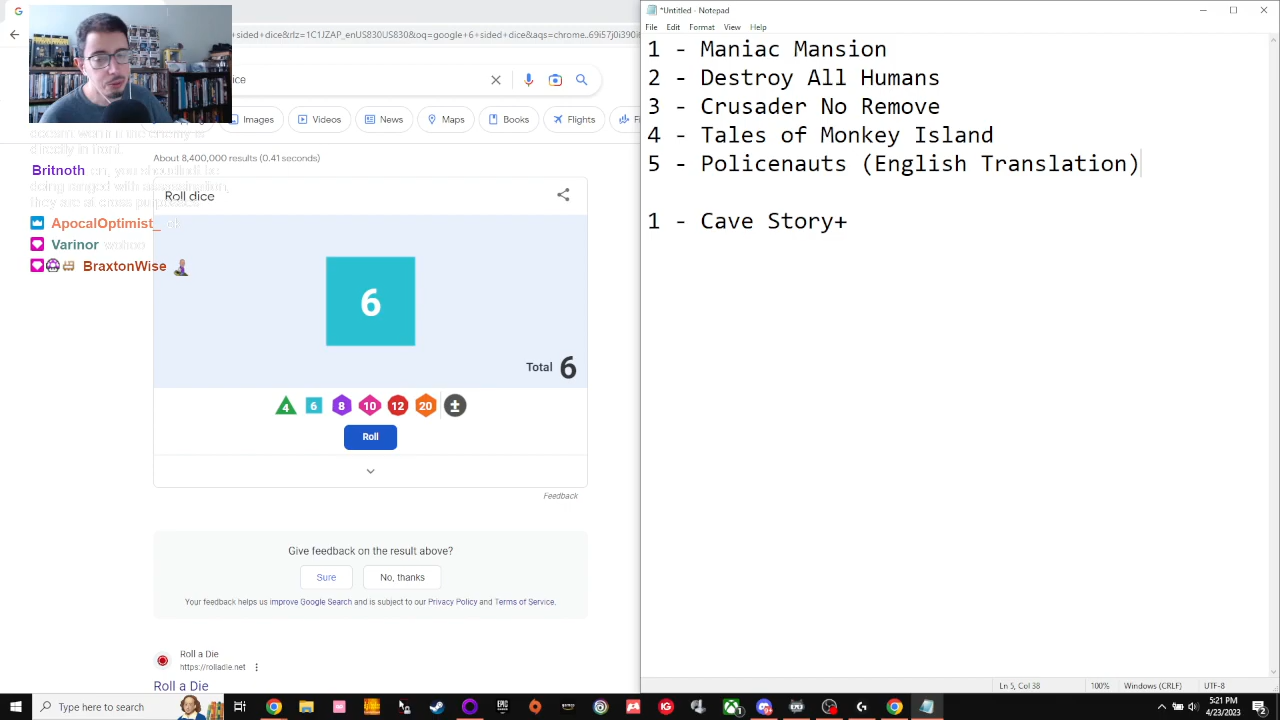 *Untitled - Notepad
File Edit Format View Help
1 - Maniac Mansion
2 - Destroy All Humans
3 - Crusader No Remove
4 - Tales of Monkey Island
5 - Policenauts (English Translation)
1 - Cave Story+
Ln 5, Col 38 100% Windows (CRLF) UTF-8
Images Videos News Maps Books Flights
About 8,400,000 results (0.41 seconds)
Roll dice
6
Total 6
4 6 8 10 12 20 ±
Roll
Feedback
Give feedback on the result above?
Sure No, thanks
Your feedback helps us improve Google Search and is subject to our Privacy Policy and Terms of Service.
Roll a Die
https://rolladie.net
Roll a Die
directly in front.
Britnoth
ApocalOptimist_
Varinor wohoo
BraxtonWise
Type here to search
5:21 PM
4/23/2023